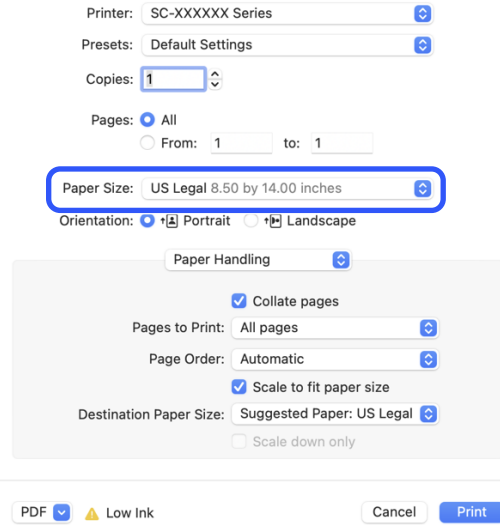 Printer: SC-XXXXXX Series
Presets: Default Settings
Copies: 1
Pages: All
From: 1 to: 1
Paper Size: US Legal 8.50 by 14.00 inches
Orientation: Portrait Landscape
Paper Handling
Collate pages
Pages to Print: All pages
Page Order: Automatic
Scale to fit paper size
Destination Paper Size: Suggested Paper: US Legal
Scale down only
PDF Low Ink Cancel Print